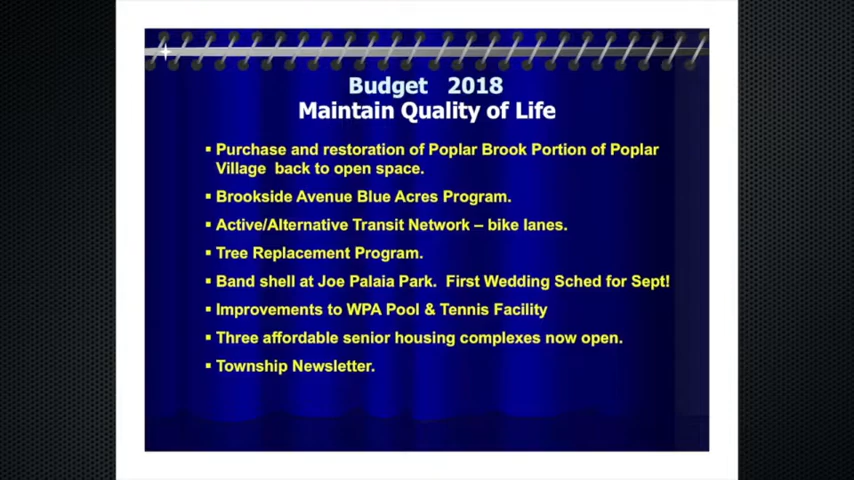 Budget 2018
Maintain Quality of Life
▪ Purchase and restoration of Poplar Brook Portion of Poplar
Village back to open space.
▪ Brookside Avenue Blue Acres Program.
▪ Active/Alternative Transit Network – bike lanes.
▪ Tree Replacement Program.
▪ Band shell at Joe Palaia Park. First Wedding Sched for Sept!
▪ Improvements to WPA Pool & Tennis Facility
▪ Three affordable senior housing complexes now open.
▪ Township Newsletter.